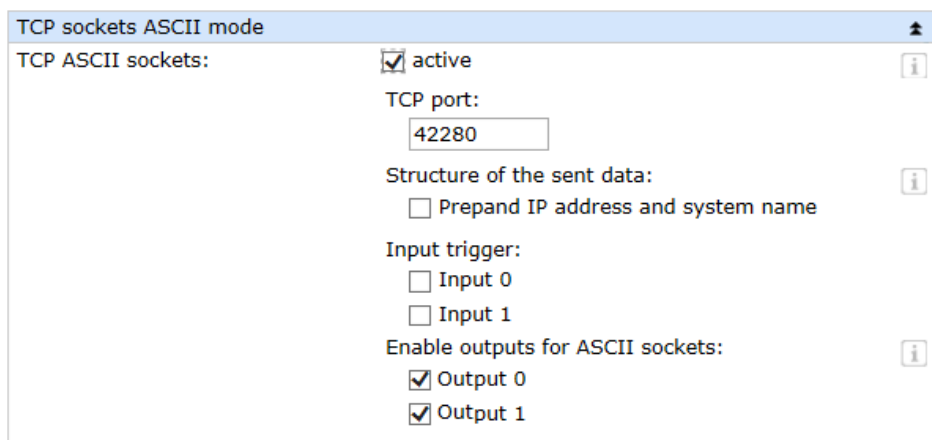 TCP sockets ASCII mode
TCP ASCII sockets: active
TCP port:
42280
Structure of the sent data:
Prepand IP address and system name
Input trigger:
Input 0
Input 1
Enable outputs for ASCII sockets:
Output 0
Output 1